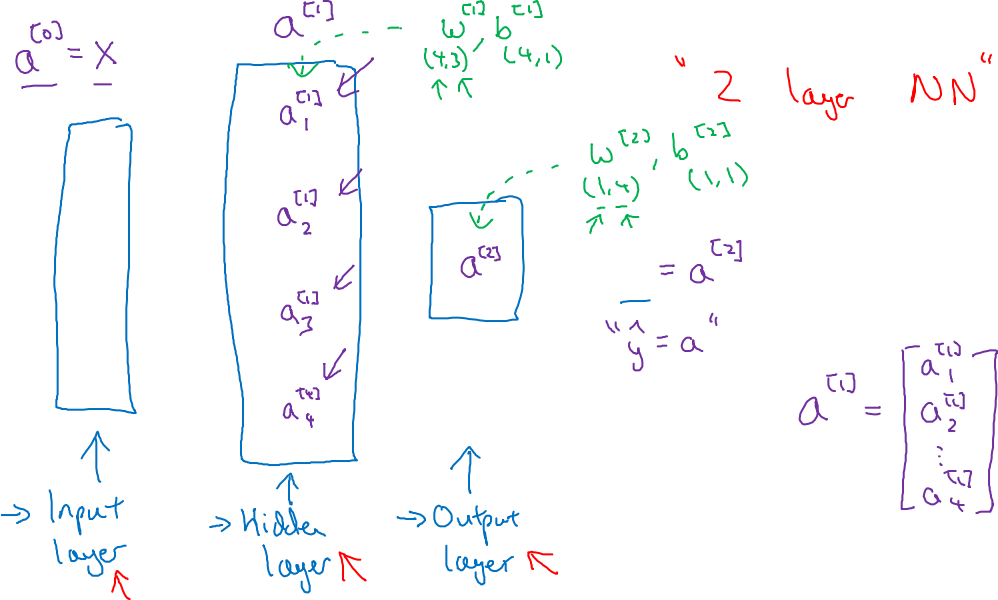 a^[0] = X
a^[1]
w^[1], b^[1]
(4,3) (4,1)
"2 layer NN"
a_1^[1]
a_2^[1]
a_3^[1]
a_4^[4]
w^[2], b^[2]
(1,4) (1,1)
a^[2]
= a^[2]
"ŷ = a"
a^[1] = [a_1^[1]
a_2^[1]
⋮
a_4^[1]]
→ Input
layer
→ Hidden
layer
→ Output
layer